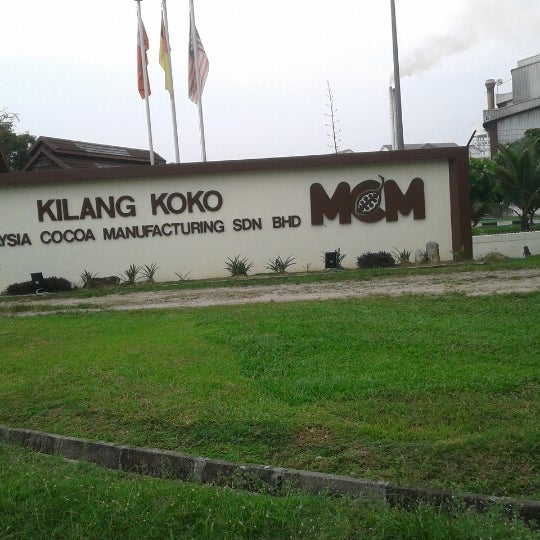 KILANG KOKO
YSIA COCOA MANUFACTURING SDN BHD
MCM